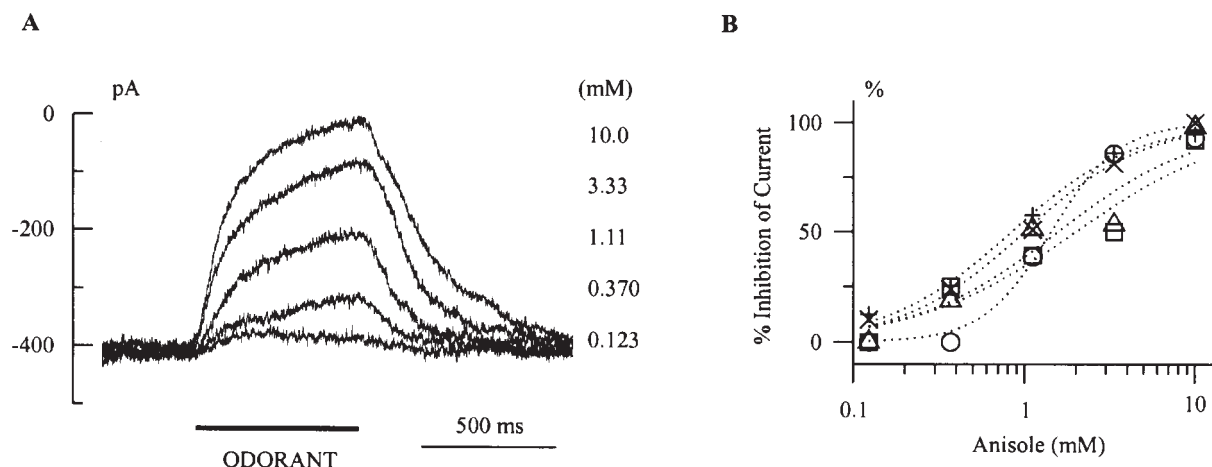 A
pA
0
-200
-400
(mM)
10.0
3.33
1.11
0.370
0.123
500 ms
ODORANT
B
%
% Inhibition of Current
100
50
0
0.1
1
10
Anisole (mM)